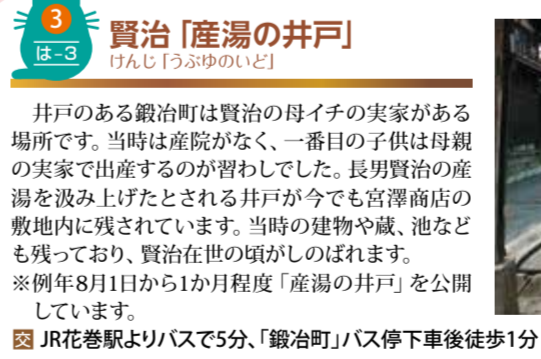 3
は-3
賢治「産湯の井戸」
けんじ「うぶゆのいど」
井戸のある鍛冶町は賢治の母イチの実家がある
場所です。当時は産院がなく、一番目の子供は母親
の実家で出産するのが習わしでした。長男賢治の産
湯を汲み上げたとされる井戸が今でも宮澤商店の
敷地内に残されています。当時の建物や蔵、池など
も残っており、賢治在世の頃がしのばれます。
※例年8月1日から1か月程度「産湯の井戸」を公開
しています。
交 JR花巻駅よりバスで5分、「鍛冶町」バス停下車後徒歩1分